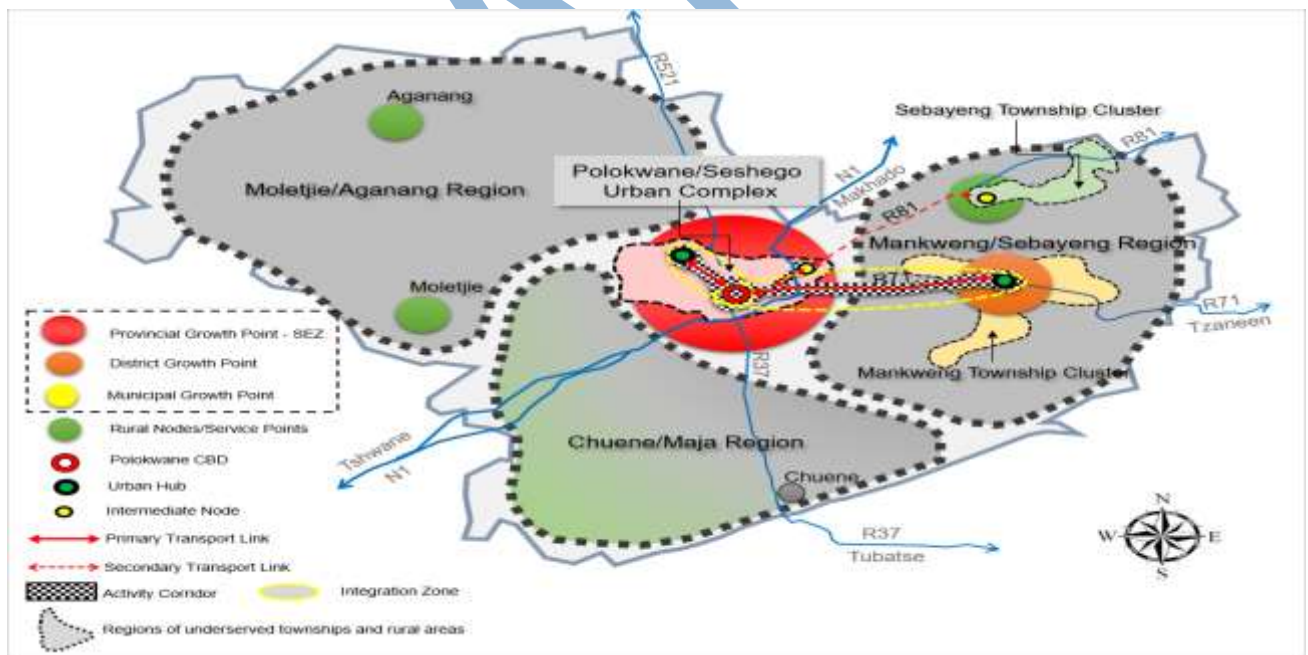 R521
Aganang
Sebayeng Township Cluster
R81
Polokwane/Seshego
Urban Complex
N1
Makhado
Moletjie/Aganang Region
R81
Mankweng/Sebayeng Region
R71
Moletjie
R71
Tzaneen
Mankweng Township Cluster
R37
Chuene/Maja Region
Tshwane
N1
Chuene
R37
Tubatse
N
W
E
S
Provincial Growth Point - SEZ
District Growth Point
Municipal Growth Point
Rural Nodes/Service Points
Polokwane CBD
Urban Hub
Intermediate Node
Primary Transport Link
Secondary Transport Link
Activity Corridor
Integration Zone
Regions of underserved townships and rural areas